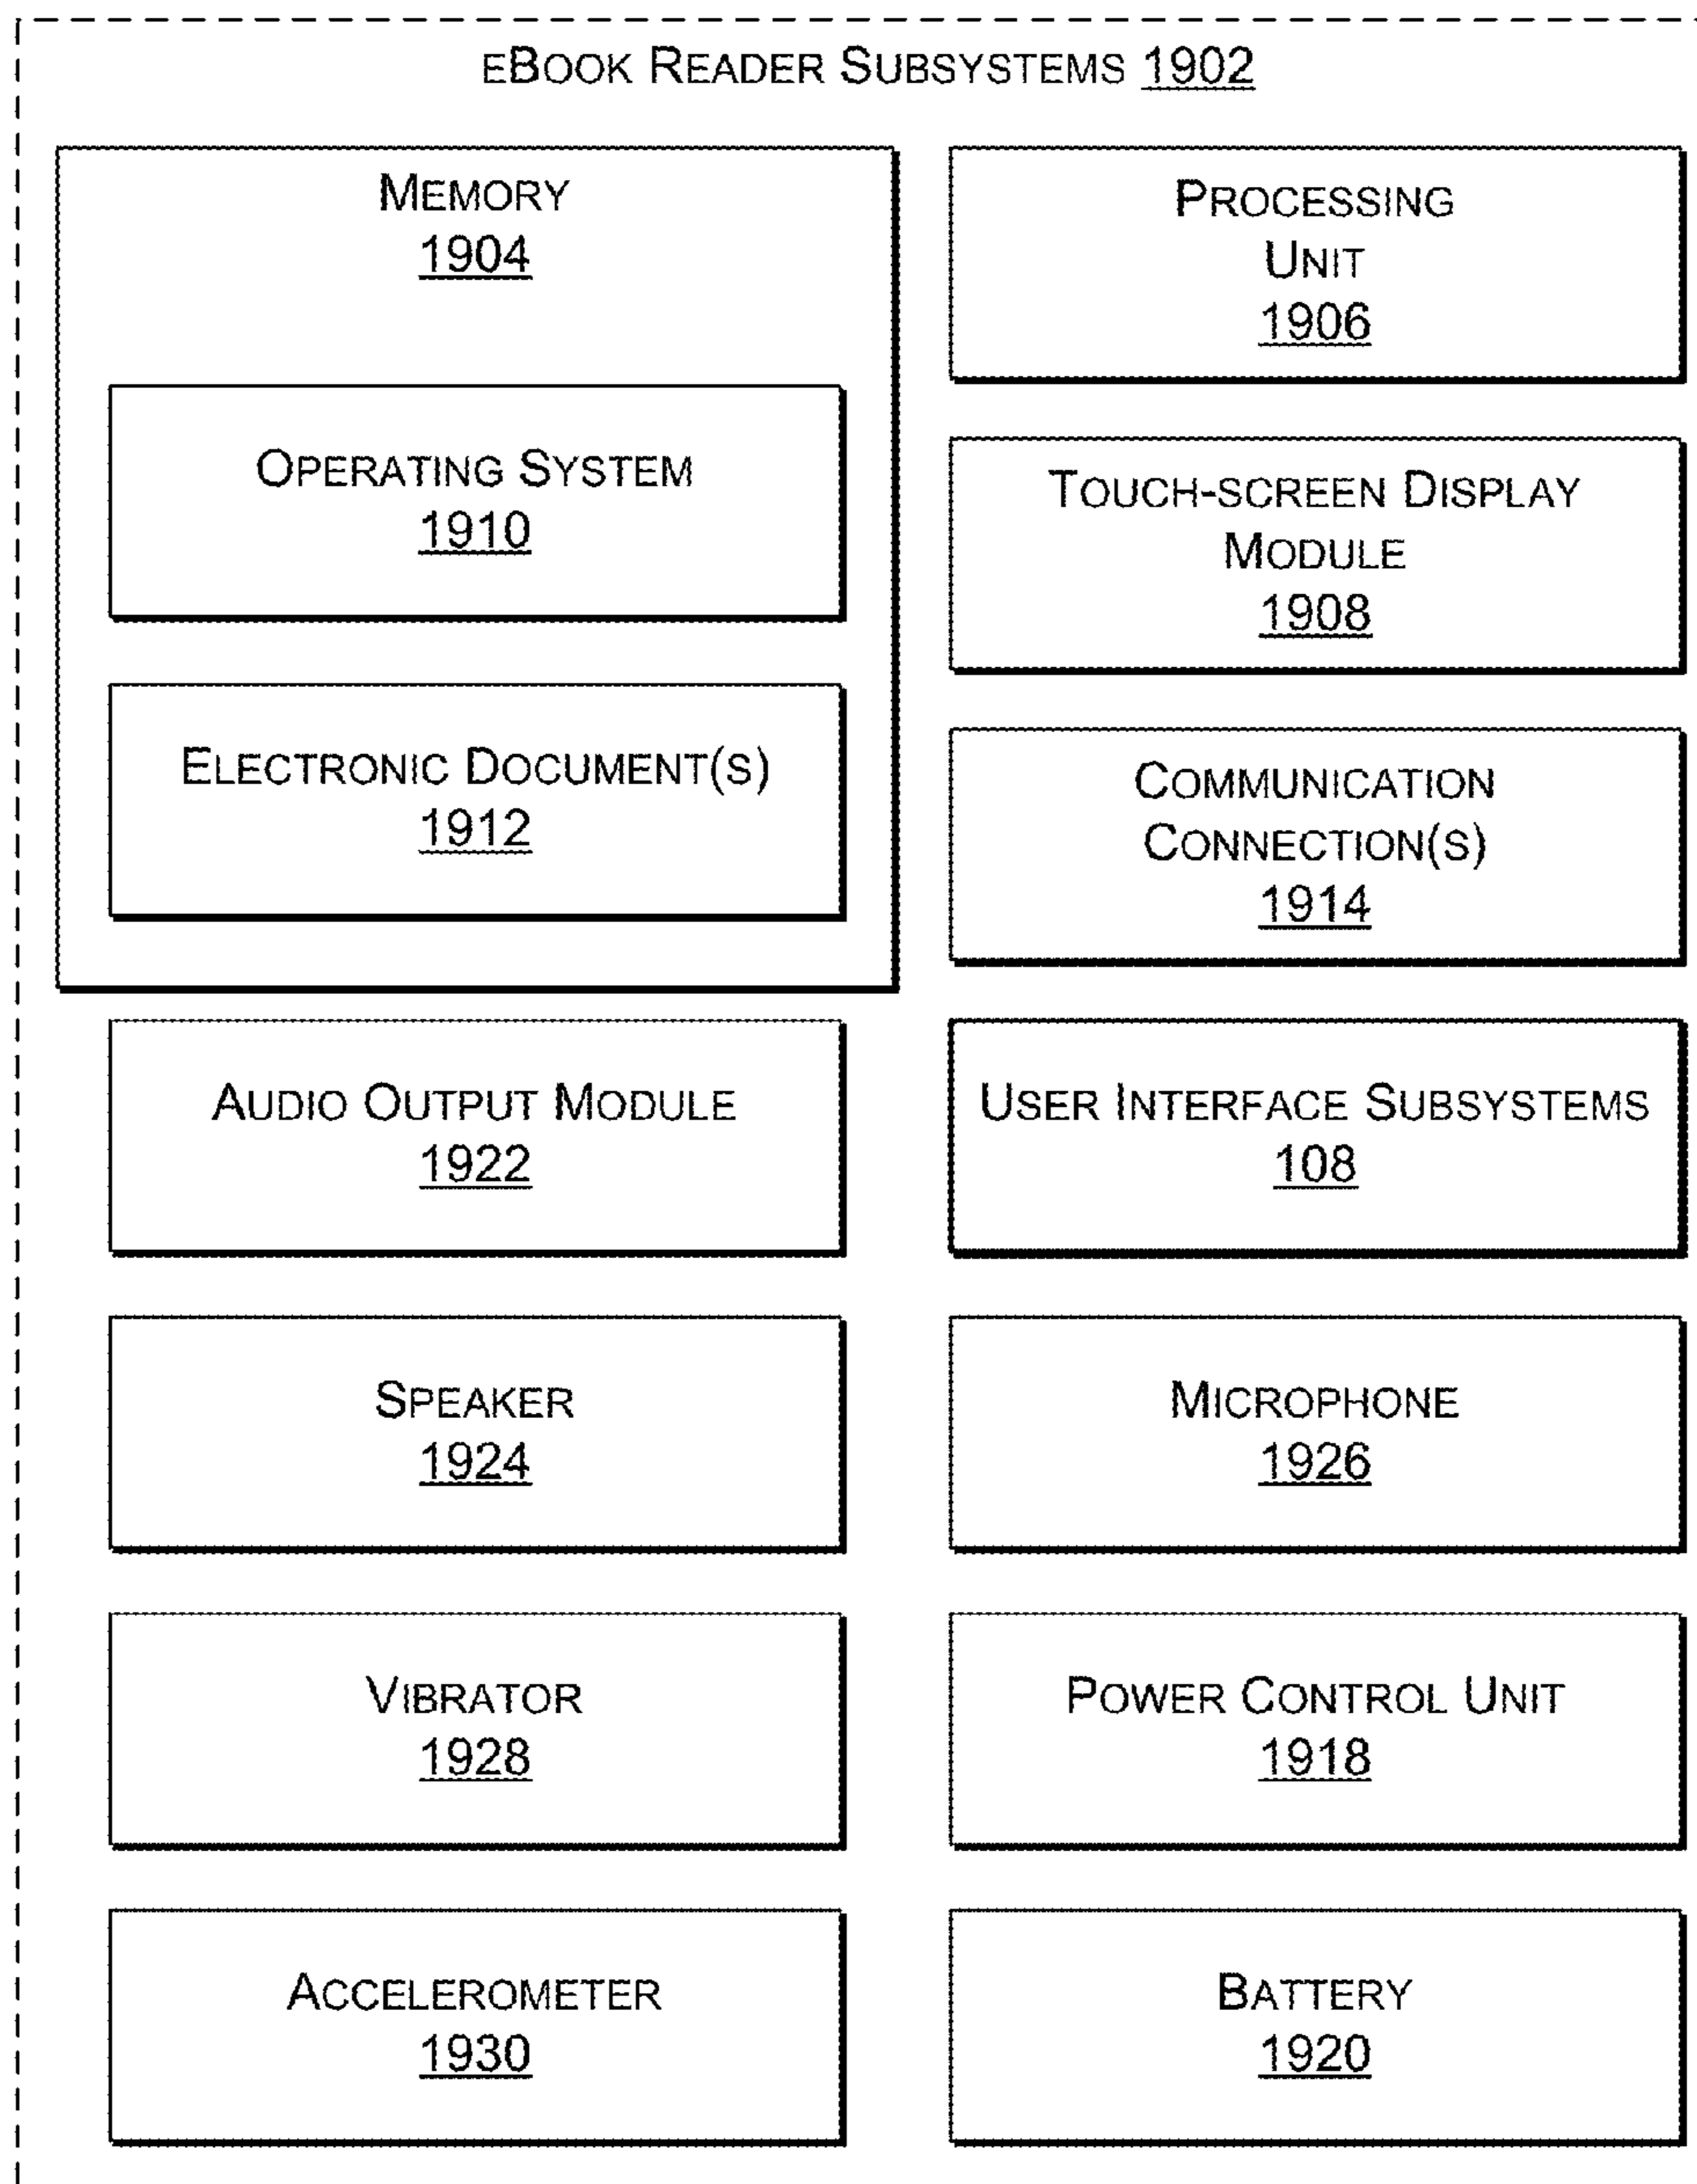 EBOOK READER SUBSYSTEMS 1902
MEMORY
1904
OPERATING SYSTEM
1910
ELECTRONIC DOCUMENT(S)
1912
PROCESSING
UNIT
1906
TOUCH-SCREEN DISPLAY
MODULE
1908
COMMUNICATION
CONNECTION(S)
1914
AUDIO OUTPUT MODULE
1922
USER INTERFACE SUBSYSTEMS
108
SPEAKER
1924
MICROPHONE
1926
VIBRATOR
1928
POWER CONTROL UNIT
1918
ACCELEROMETER
1930
BATTERY
1920